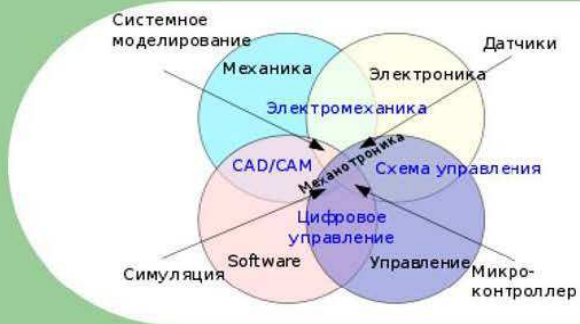 Системное
моделирование
Датчики
Механика
Электроника
Электромеханика
CAD/CAM
Механотроника
Схема управления
Цифровое
управление
Software
Управление
Симуляция
Микро-
контроллер